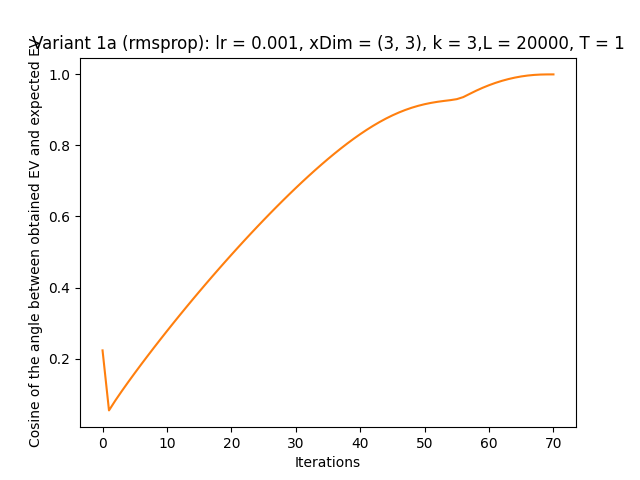 Variant 1a (rmsprop): lr = 0.001, xDim = (3, 3), k = 3,L = 20000, T = 1
Cosine of the angle between obtained EV and expected EV
1.0
0.8
0.6
0.4
0.2
0 10 20 30 40 50 60 70
Iterations